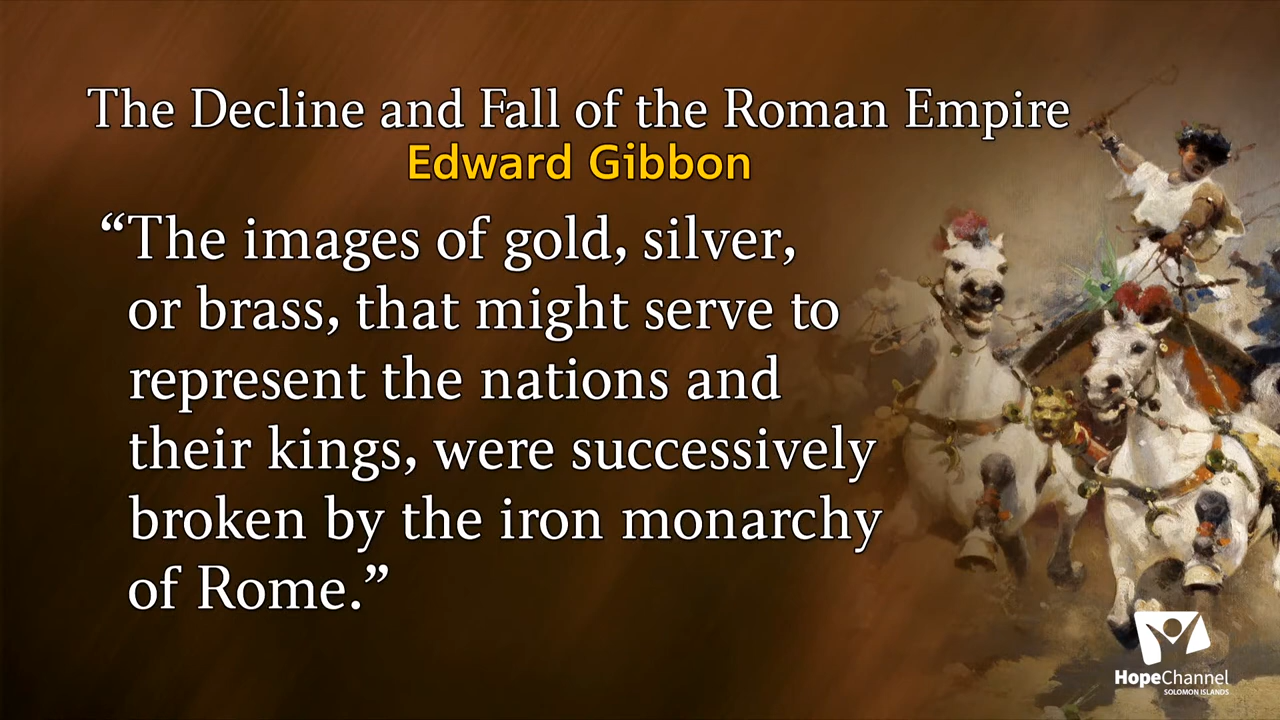 The Decline and Fall of the Roman Empire
Edward Gibbon
“The images of gold, silver,
or brass, that might serve to
represent the nations and
their kings, were successively
broken by the iron monarchy
of Rome.”
HopeChannel
SOLOMON ISLANDS